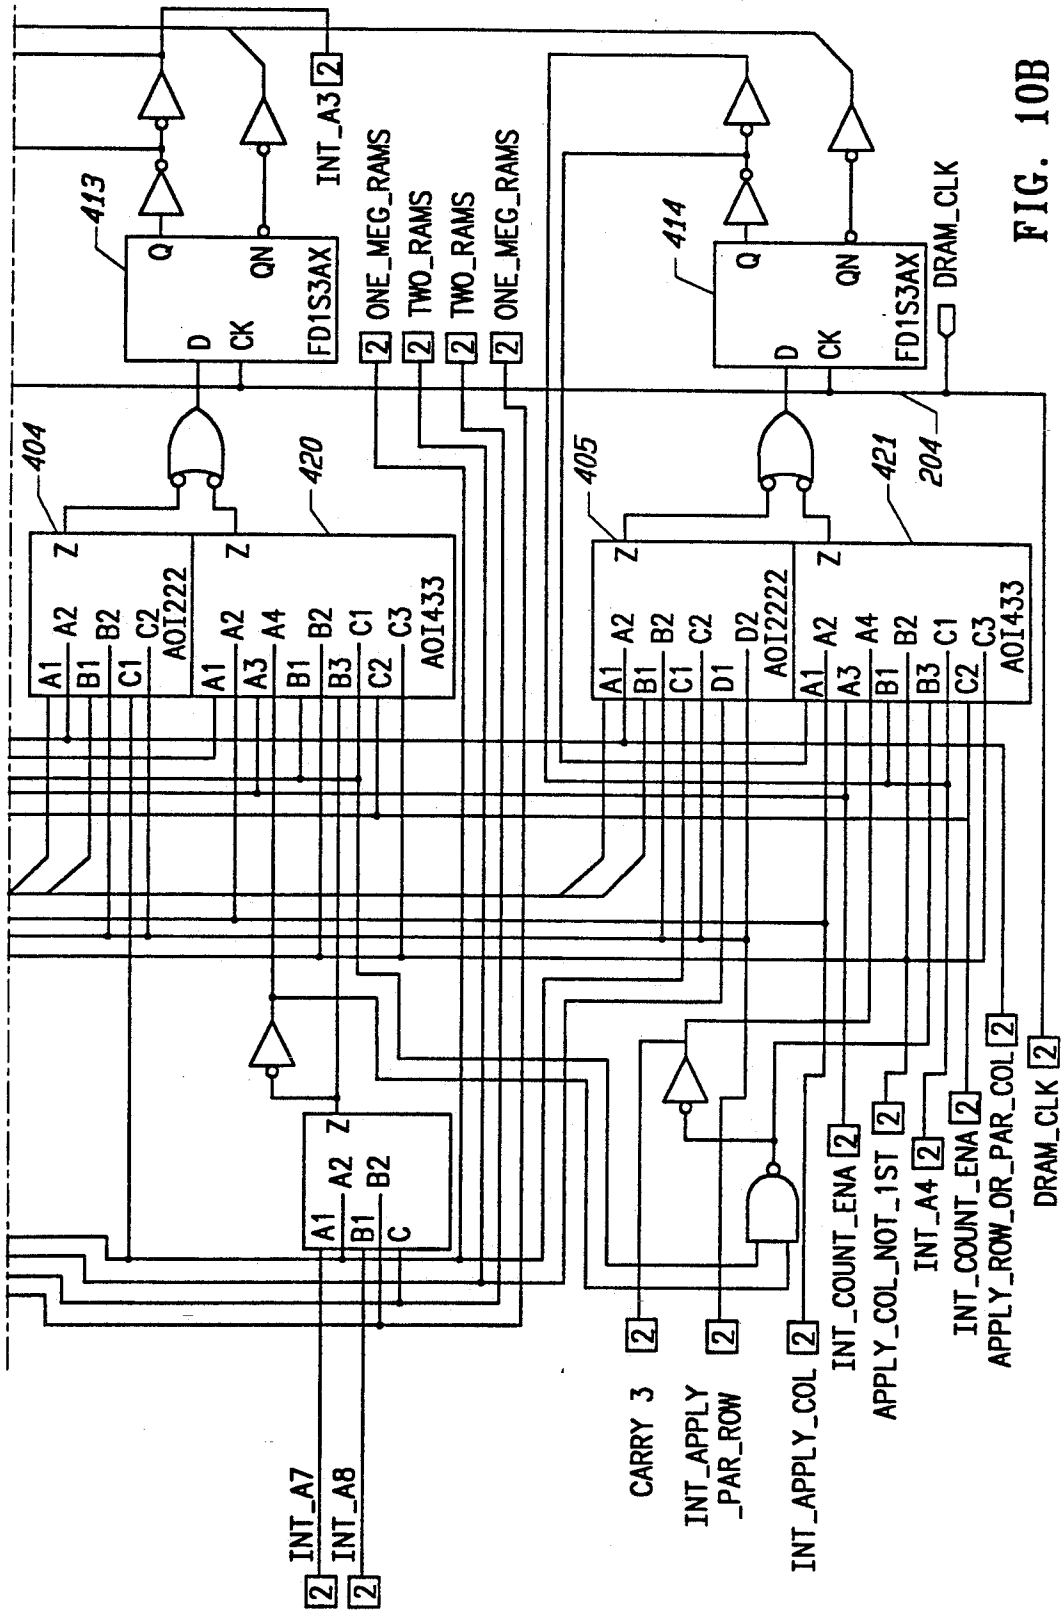 413
Q
QN
D
CK
FD1S3AX
INT_A3 2
2 ONE_MEG_RAMS
2 TWO_RAMS
2 TWO_RAMS
2 ONE_MEG_RAMS
404
A1
A2
B1
B2
C1
C2
Z
AOI222
420
A1
A2
A3
A4
B1
B2
B3
C1
C2
C3
Z
AOI433
A1
A2
B1
B2
C
Z
2 INT_A7
2 INT_A8
414
Q
QN
D
CK
FD1S3AX
DRAM_CLK
204
405
A1
A2
B1
B2
C1
C2
D1
D2
Z
AOI2222
421
A1
A2
A3
A4
B1
B2
B3
C1
C2
C3
Z
AOI433
CARRY 3 2
INT_APPLY
_PAR_ROW 2
INT_APPLY_COL 2
INT_COUNT_ENA 2
APPLY_COL_NOT_1ST 2
INT_A4 2
INT_COUNT_ENA 2
APPLY_ROW_OR_PAR_COL 2
DRAM_CLK 2
FIG. 10B